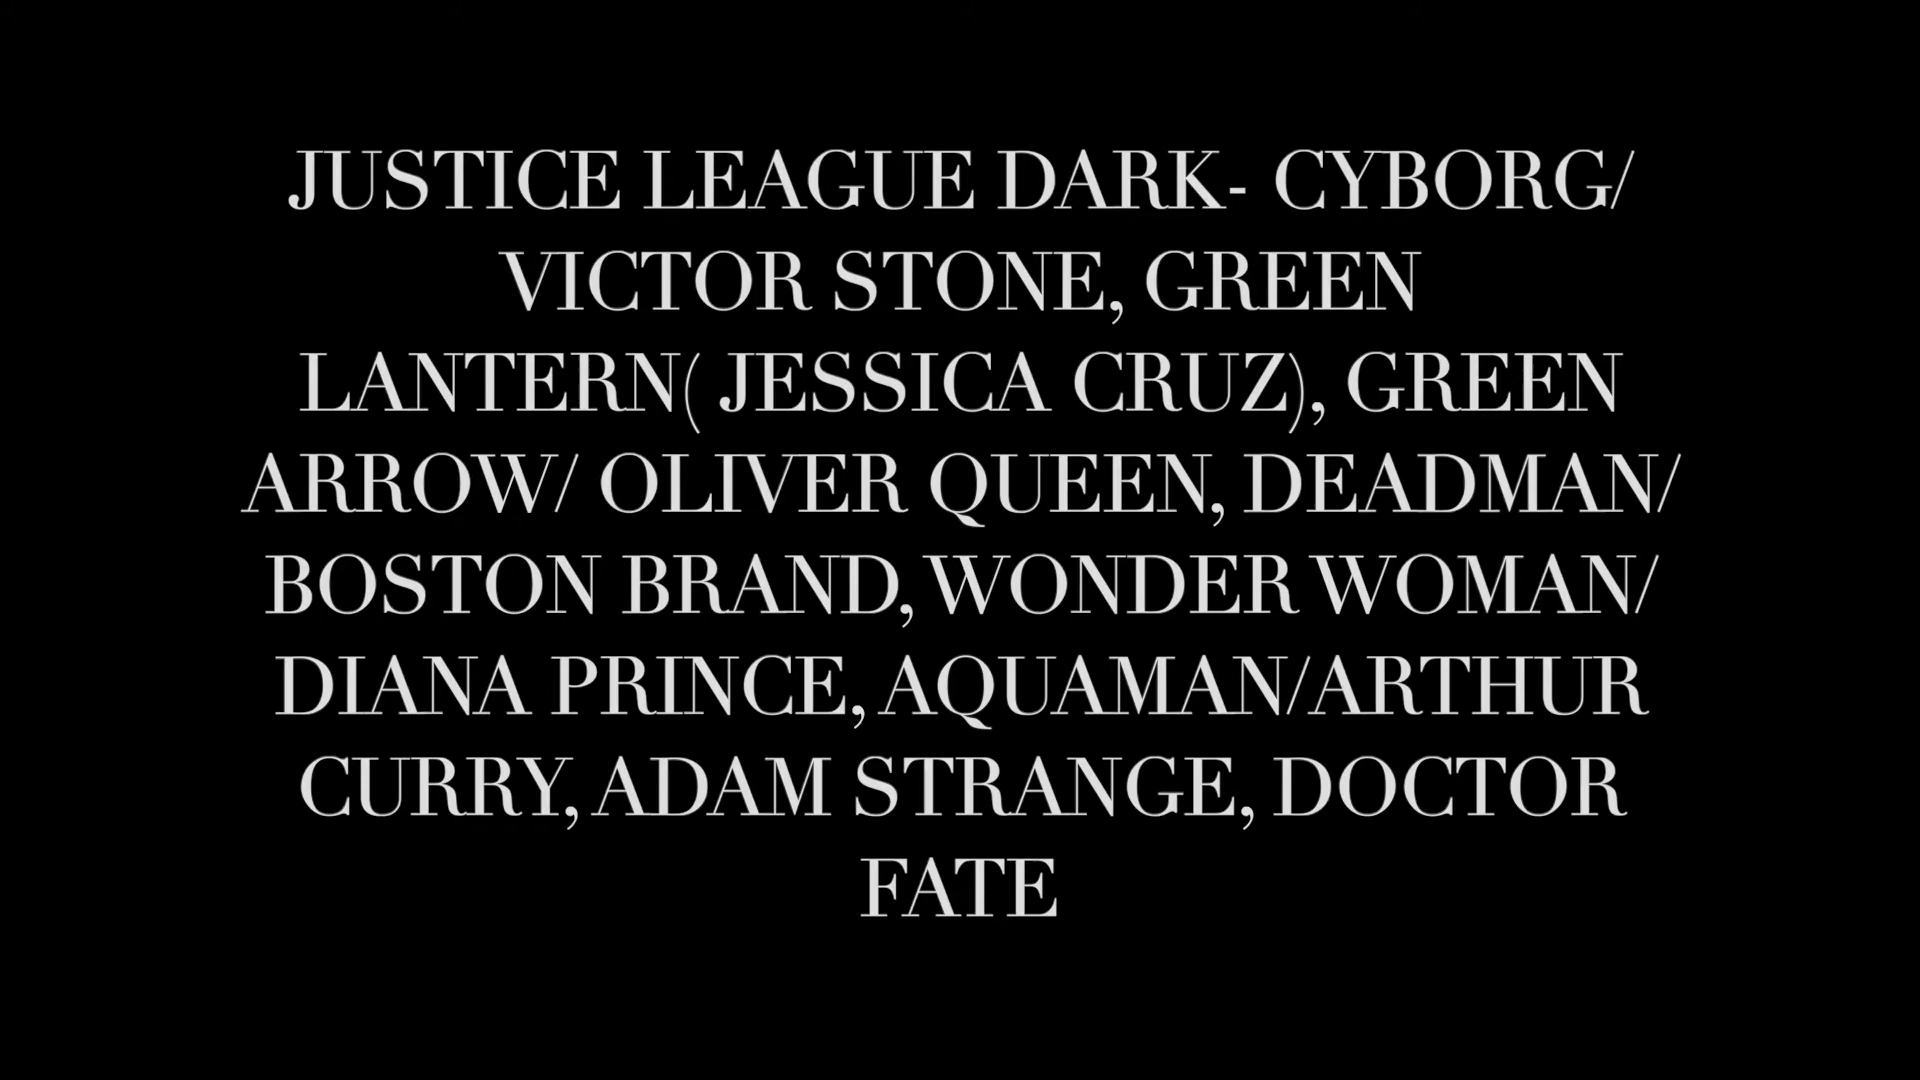 JUSTICE LEAGUE DARK- CYBORG/
VICTOR STONE, GREEN
LANTERN( JESSICA CRUZ), GREEN
ARROW/ OLIVER QUEEN, DEADMAN/
BOSTON BRAND, WONDER WOMAN/
DIANA PRINCE, AQUAMAN/ARTHUR
CURRY, ADAM STRANGE, DOCTOR
FATE